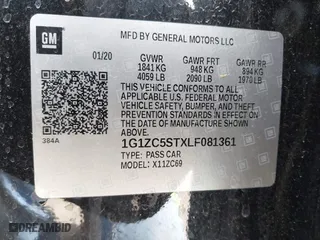 GM
MFD BY GENERAL MOTORS LLC
01/20
GVWR GAWR FRT GAWR RR
1841 KG 948 KG 894 KG
4059 LB 2090 LB 1970 LB
THIS VEHICLE CONFORMS TO ALL APPLICABLE
U.S. FEDERAL MOTOR VEHICLE
SAFETY, BUMPER, AND THEFT PREVENTION
STANDARDS IN EFFECT ON THE DATE OF
MANUFACTURE SHOWN ABOVE.
384A
1G1ZC5STXLF081361
TYPE: PASS CAR
MODEL: X11ZC69